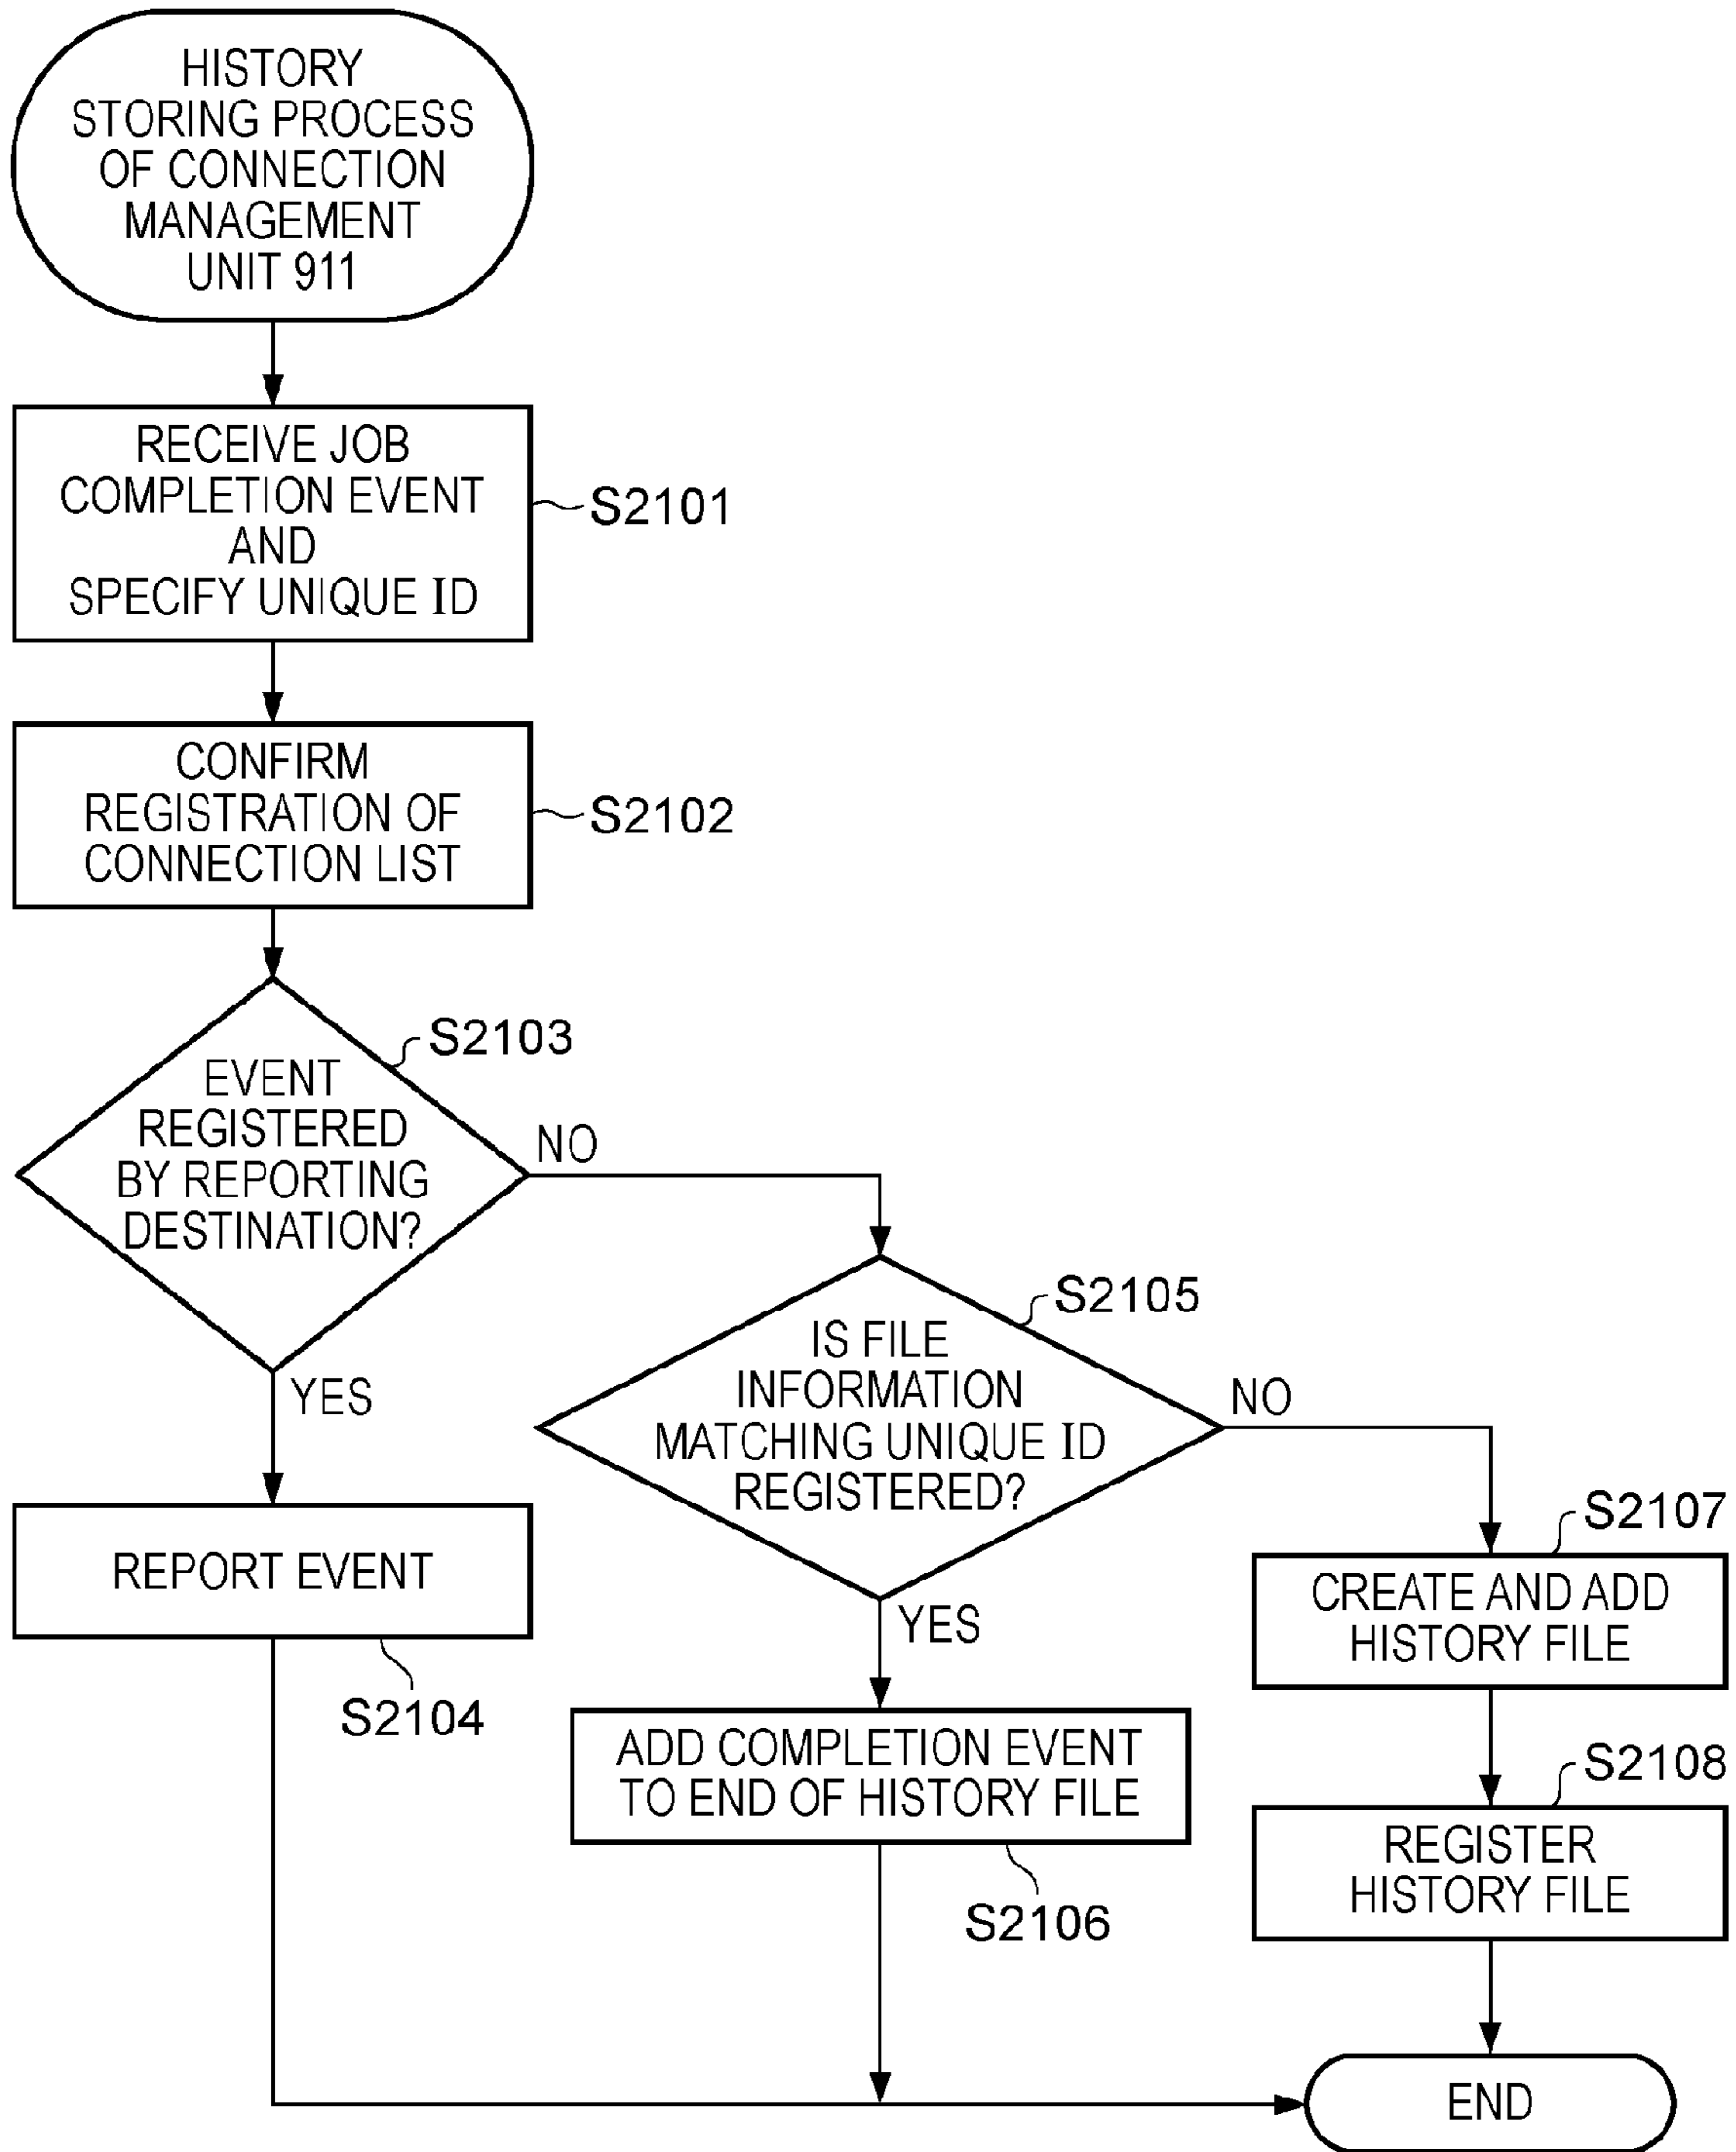 HISTORY
STORING PROCESS
OF CONNECTION
MANAGEMENT
UNIT 911
RECEIVE JOB
COMPLETION EVENT
AND
SPECIFY UNIQUE ID
S2101
CONFIRM
REGISTRATION OF
CONNECTION LIST
S2102
S2103
EVENT
REGISTERED
BY REPORTING
DESTINATION?
NO
YES
REPORT EVENT
S2104
S2105
IS FILE
INFORMATION
MATCHING UNIQUE ID
REGISTERED?
NO
YES
ADD COMPLETION EVENT
TO END OF HISTORY FILE
S2106
S2107
CREATE AND ADD
HISTORY FILE
S2108
REGISTER
HISTORY FILE
END